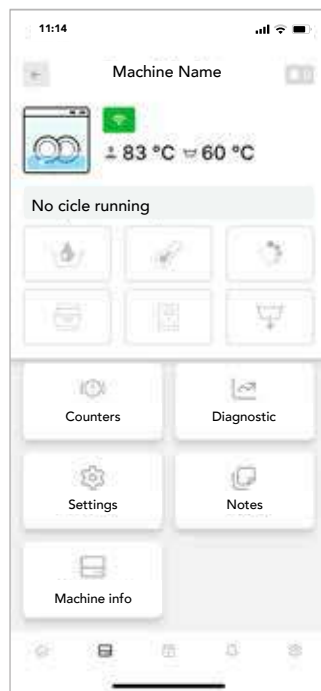 11:14
Machine Name
83 °C 60 °C
No cicle running
Counters
Diagnostic
Settings
Notes
Machine info